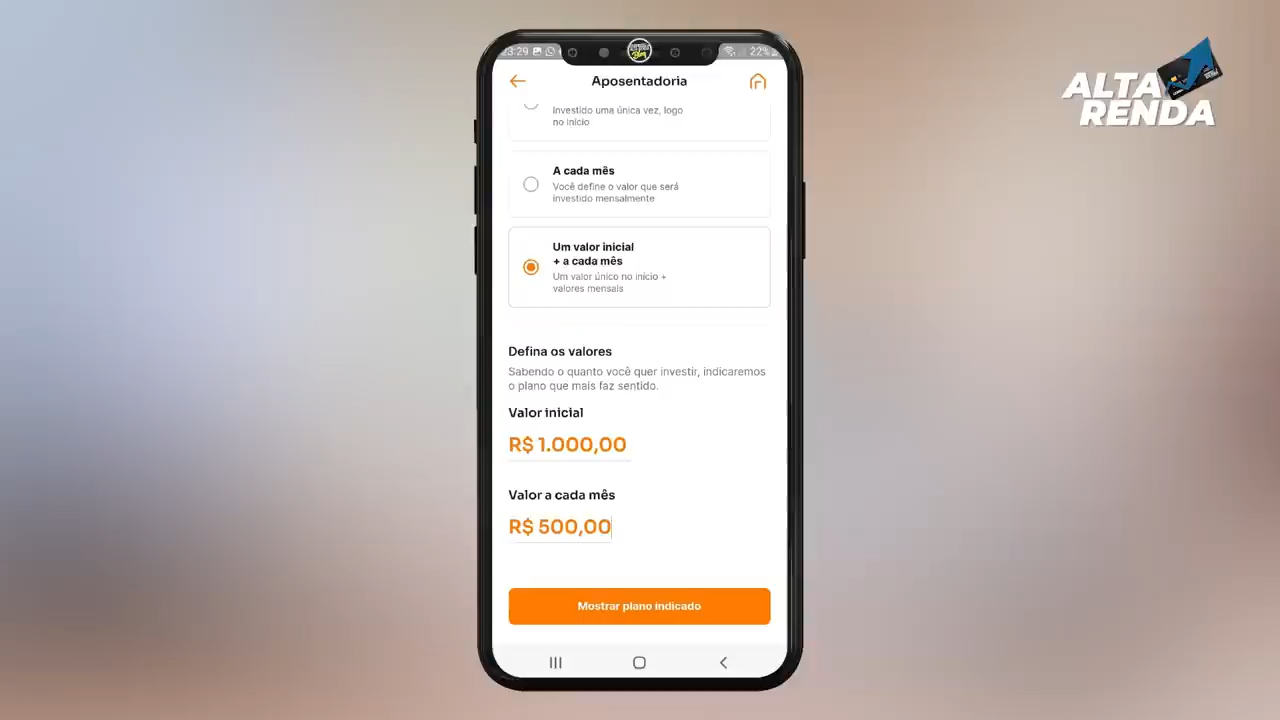 23:29
22%
Aposentadoria
ALTA
RENDA
Investido uma única vez, logo
no início
A cada mês
Você define o valor que será
investido mensalmente
Um valor inicial
+ a cada mês
Um valor único no início +
valores mensais
Defina os valores
Sabendo o quanto você quer investir, indicaremos
o plano que mais faz sentido.
Valor inicial
R$ 1.000,00
Valor a cada mês
R$ 500,00
Mostrar plano indicado